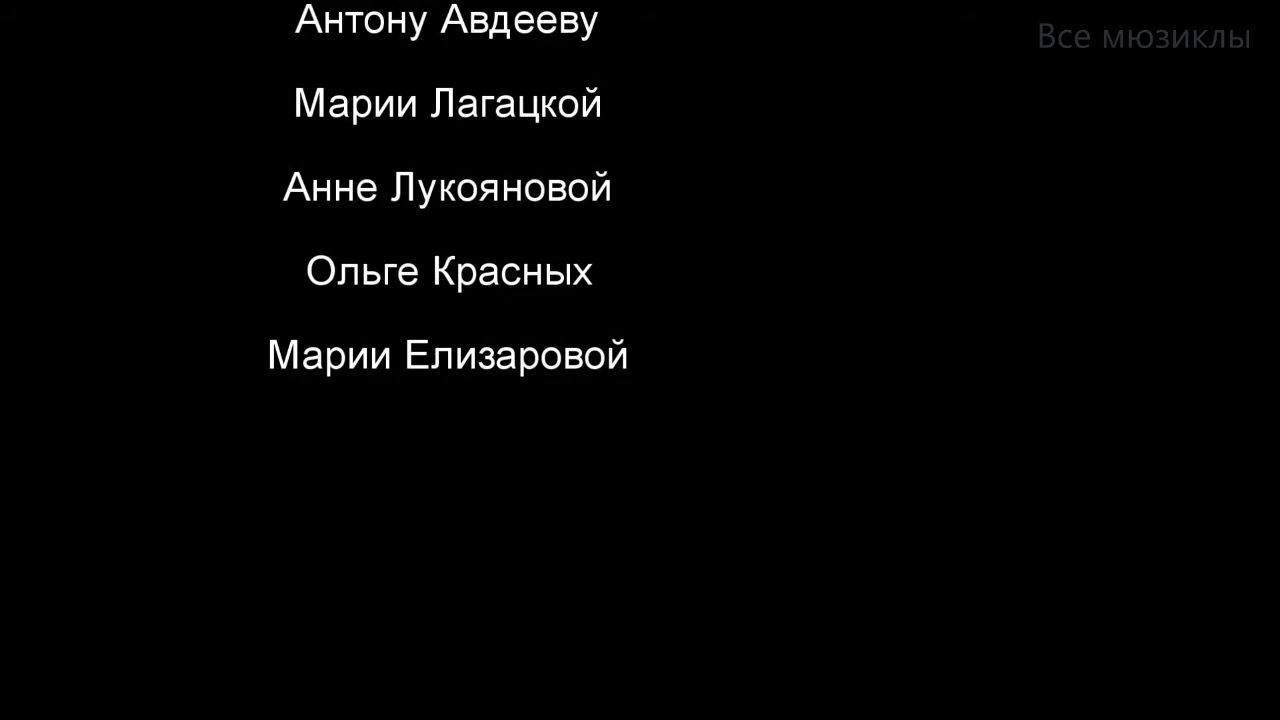 Антону Авдееву
Все мюзиклы
Марии Лагацкой
Анне Лукояновой
Ольге Красных
Марии Елизаровой